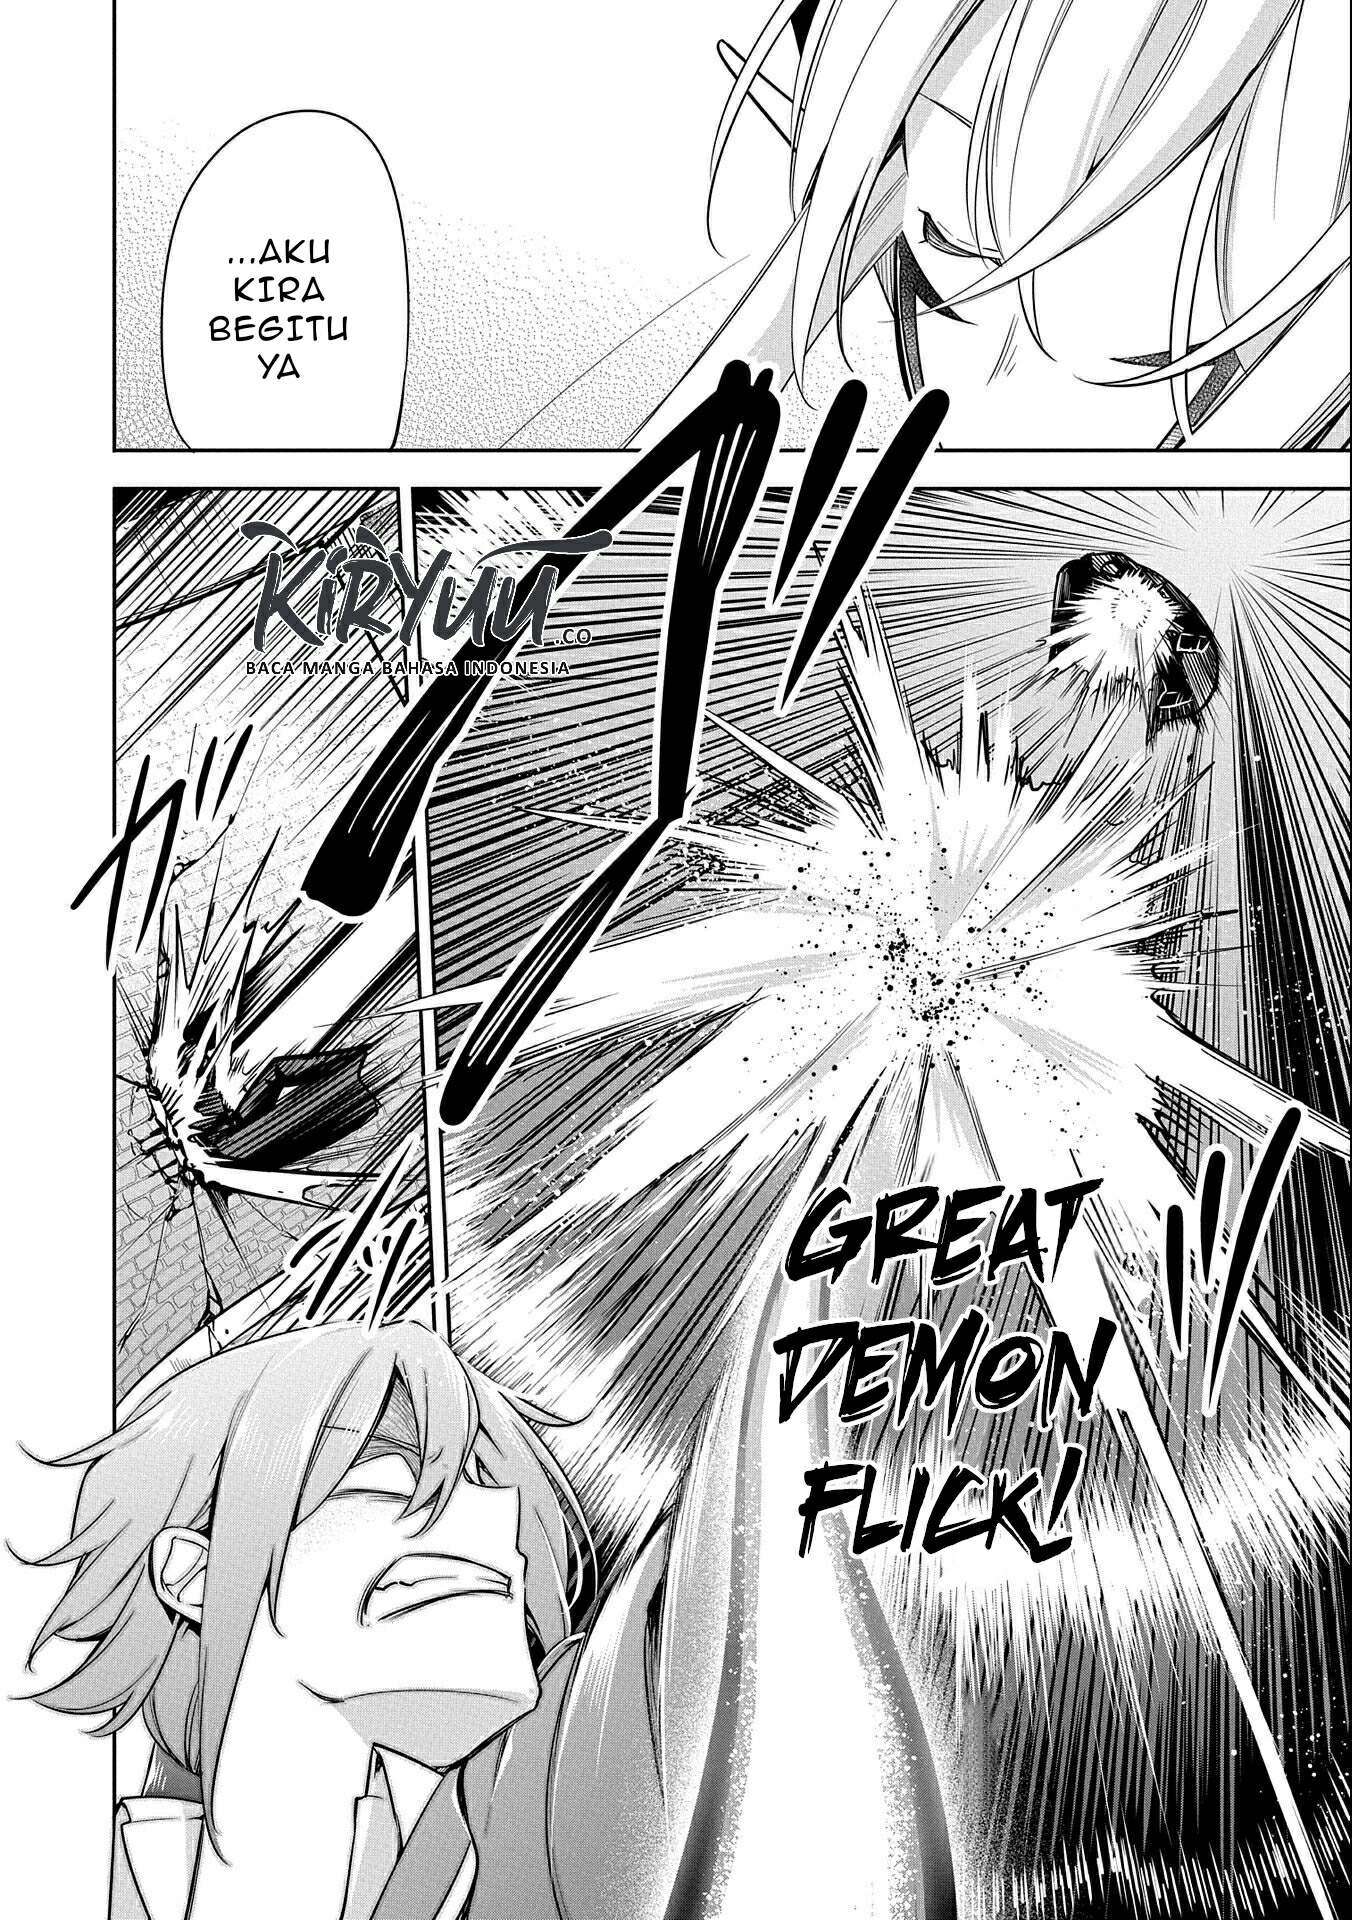 ...AKU
KIRA
BEGITU
YA
KIRYUU
.CO
BACA MANGA BAHASA INDONESIA
GREAT
DEMON
FLICK!